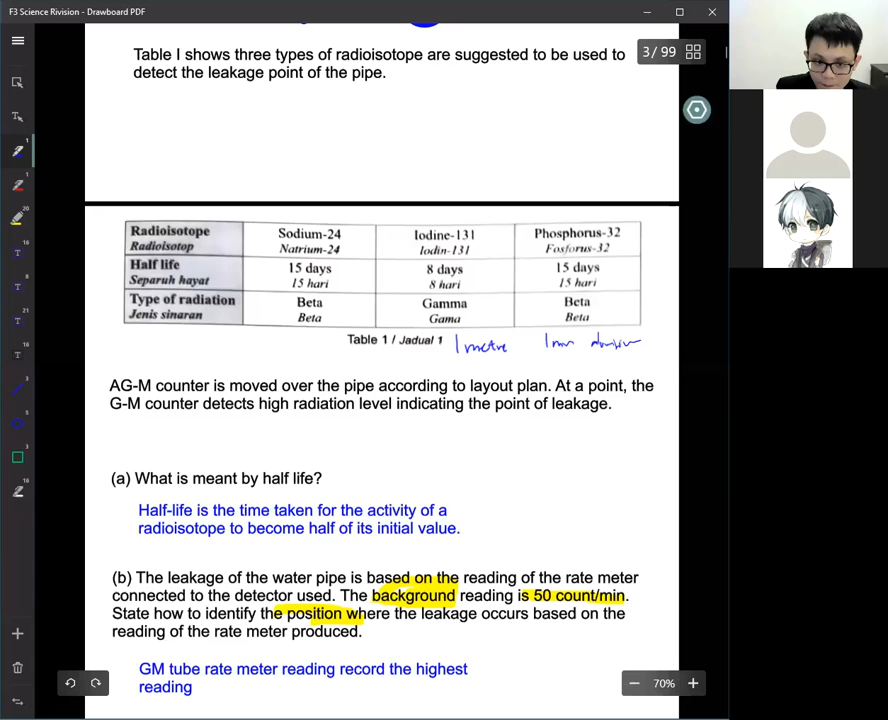 F3 Science Rivision - Drawboard PDF
Table I shows three types of radioisotope are suggested to be used to
detect the leakage point of the pipe.
3 / 99
Radioisotope Sodium-24 Iodine-131 Phosphorus-32
Radioisotop Natrium-24 Iodin-131 Fosforus-32
Half life 15 days 8 days 15 days
Separuh hayat 15 hari 8 hari 15 hari
Type of radiation Beta Gamma Beta
Jenis sinaran Beta Gama Beta
Table 1 / Jadual 1
1 metre 1mm
AG-M counter is moved over the pipe according to layout plan. At a point, the
G-M counter detects high radiation level indicating the point of leakage.
(a) What is meant by half life?
Half-life is the time taken for the activity of a
radioisotope to become half of its initial value.
(b) The leakage of the water pipe is based on the reading of the rate meter
connected to the detector used. The background reading is 50 count/min.
State how to identify the position where the leakage occurs based on the
reading of the rate meter produced.
GM tube rate meter reading record the highest
reading
70%